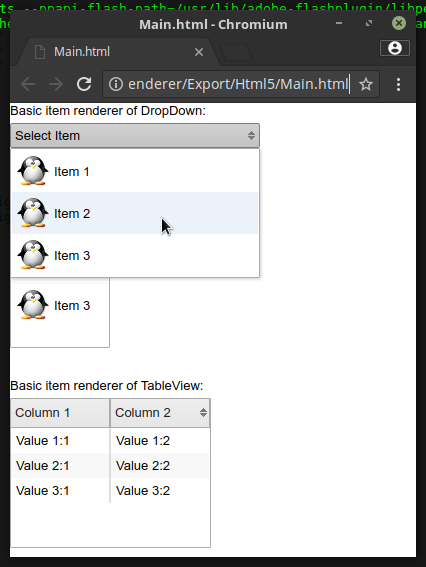 ts --ppapi-flash-path=/usr/lib/adobe-flashplugin/libpe
Main.html - Chromium
Main.html
enderer/Export/Html5/Main.html
Basic item renderer of DropDown:
Select Item
Item 1
Item 2
Item 3
Item 3
Basic item renderer of TableView:
Column 1 Column 2
Value 1:1 Value 1:2
Value 2:1 Value 2:2
Value 3:1 Value 3:2